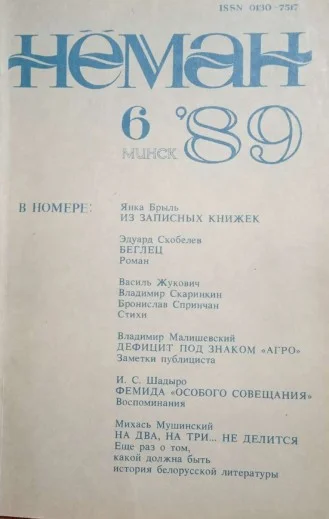 ISSN 0130-7517
НЁМАН
6 '89
МИНСК
В НОМЕРЕ:
Янка Брыль
ИЗ ЗАПИСНЫХ КНИЖЕК
Эдуард Скобелев
БЕГЛЕЦ
Роман
Василь Жукович
Владимир Скаринкин
Бронислав Спринчан
Стихи
Владимир Малишевский
ДЕФИЦИТ ПОД ЗНАКОМ «АГРО»
Заметки публициста
И. С. Шадыро
ФЕМИДА «ОСОБОГО СОВЕЩАНИЯ»
Воспоминания
Михась Мушинский
НА ДВА, НА ТРИ... НЕ ДЕЛИТСЯ
Еще раз о том,
какой должна быть
история белорусской литературы